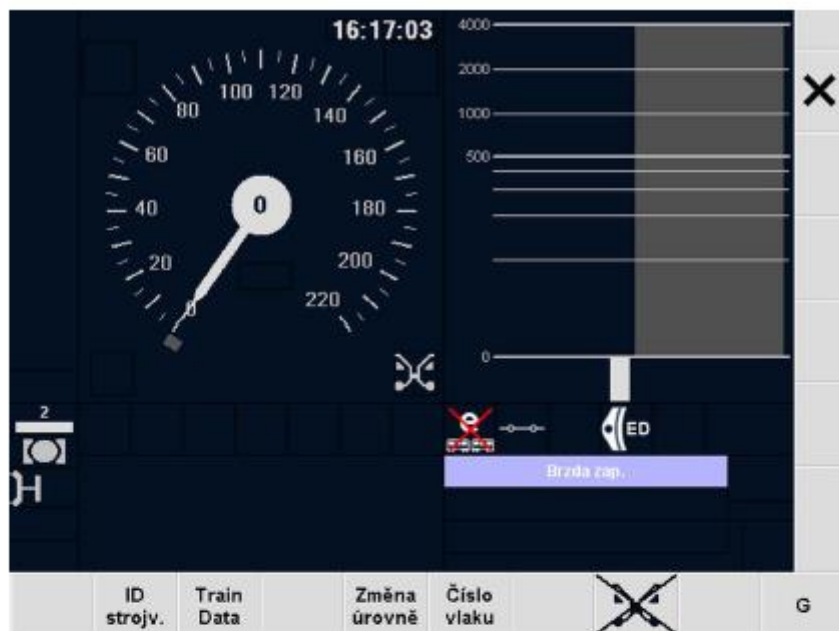 16:17:03
4000
2000
1000
500
0
100 120
80
140
60
160
40
180
20
200
0
220
0
2
ED
Brzda zap.
ID
strojv.
Train
Data
Změna
úrovně
Číslo
vlaku
G